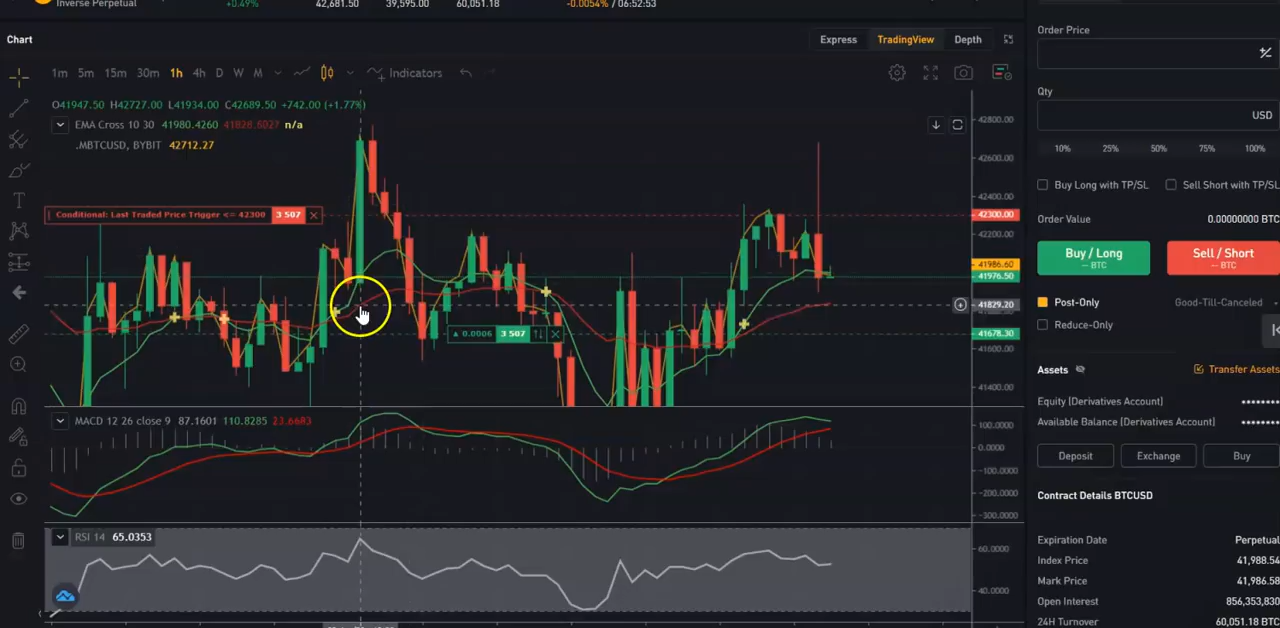 Inverse Perpetual +0.49% 42,681.50 39,595.00 60,051.18 -0.0054% / 06:52:53
Chart Express TradingView Depth
1m 5m 15m 30m 1h 4h D W M Indicators
O41947.50 H42727.00 L41934.00 C42689.50 +742.00 (+1.77%)
EMA Cross 10 30 41980.4260 41828.6027 n/a
.MBTCUSD, BYBIT 42712.27
Conditional: Last Traded Price Trigger <= 42300 3 507
0.0006 3 507
42800.00
42600.00
42400.00
42300.00
42200.00
41986.60
41976.50
41829.20
41678.30
41600.00
41400.00
MACD 12 26 close 9 87.1601 110.8285 23.6683
100.0000
0.0000
-100.0000
-200.0000
-300.0000
RSI 14 65.0353
60.0000
40.0000
Order Price
Qty
USD
10% 25% 50% 75% 100%
Buy Long with TP/SL Sell Short with TP/SL
Order Value 0.00000000 BTC
Buy / Long
-- BTC
Sell / Short
-- BTC
Post-Only Good-Till-Canceled
Reduce-Only
Assets Transfer Assets
Equity (Derivatives Account) ********
Available Balance (Derivatives Account) ********
Deposit Exchange Buy
Contract Details BTCUSD
Expiration Date Perpetual
Index Price 41,988.54
Mark Price 41,986.58
Open Interest 856,353,830
24H Turnover 60,051.18 BTC